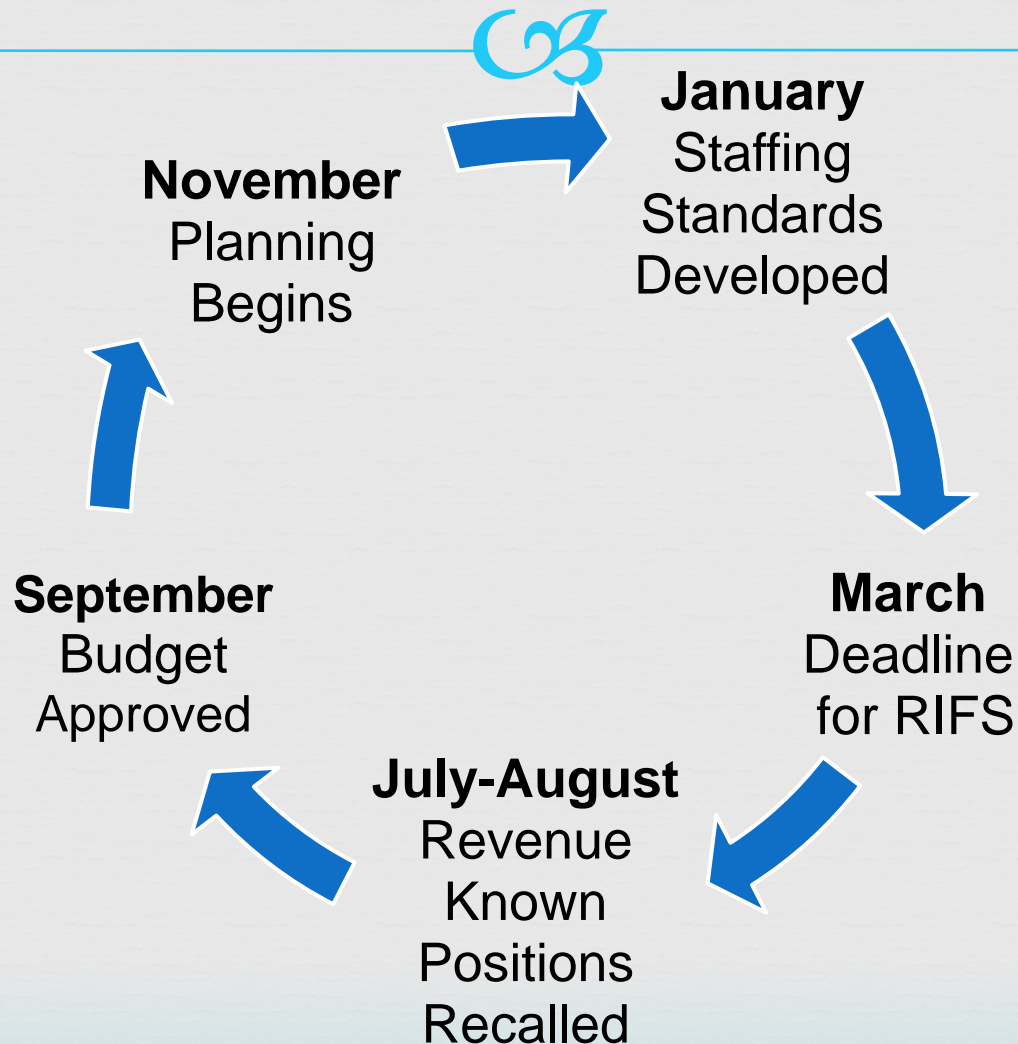 January
Staffing
Standards
Developed
March
Deadline
for RIFS
July-August
Revenue
Known
Positions
Recalled
September
Budget
Approved
November
Planning
Begins